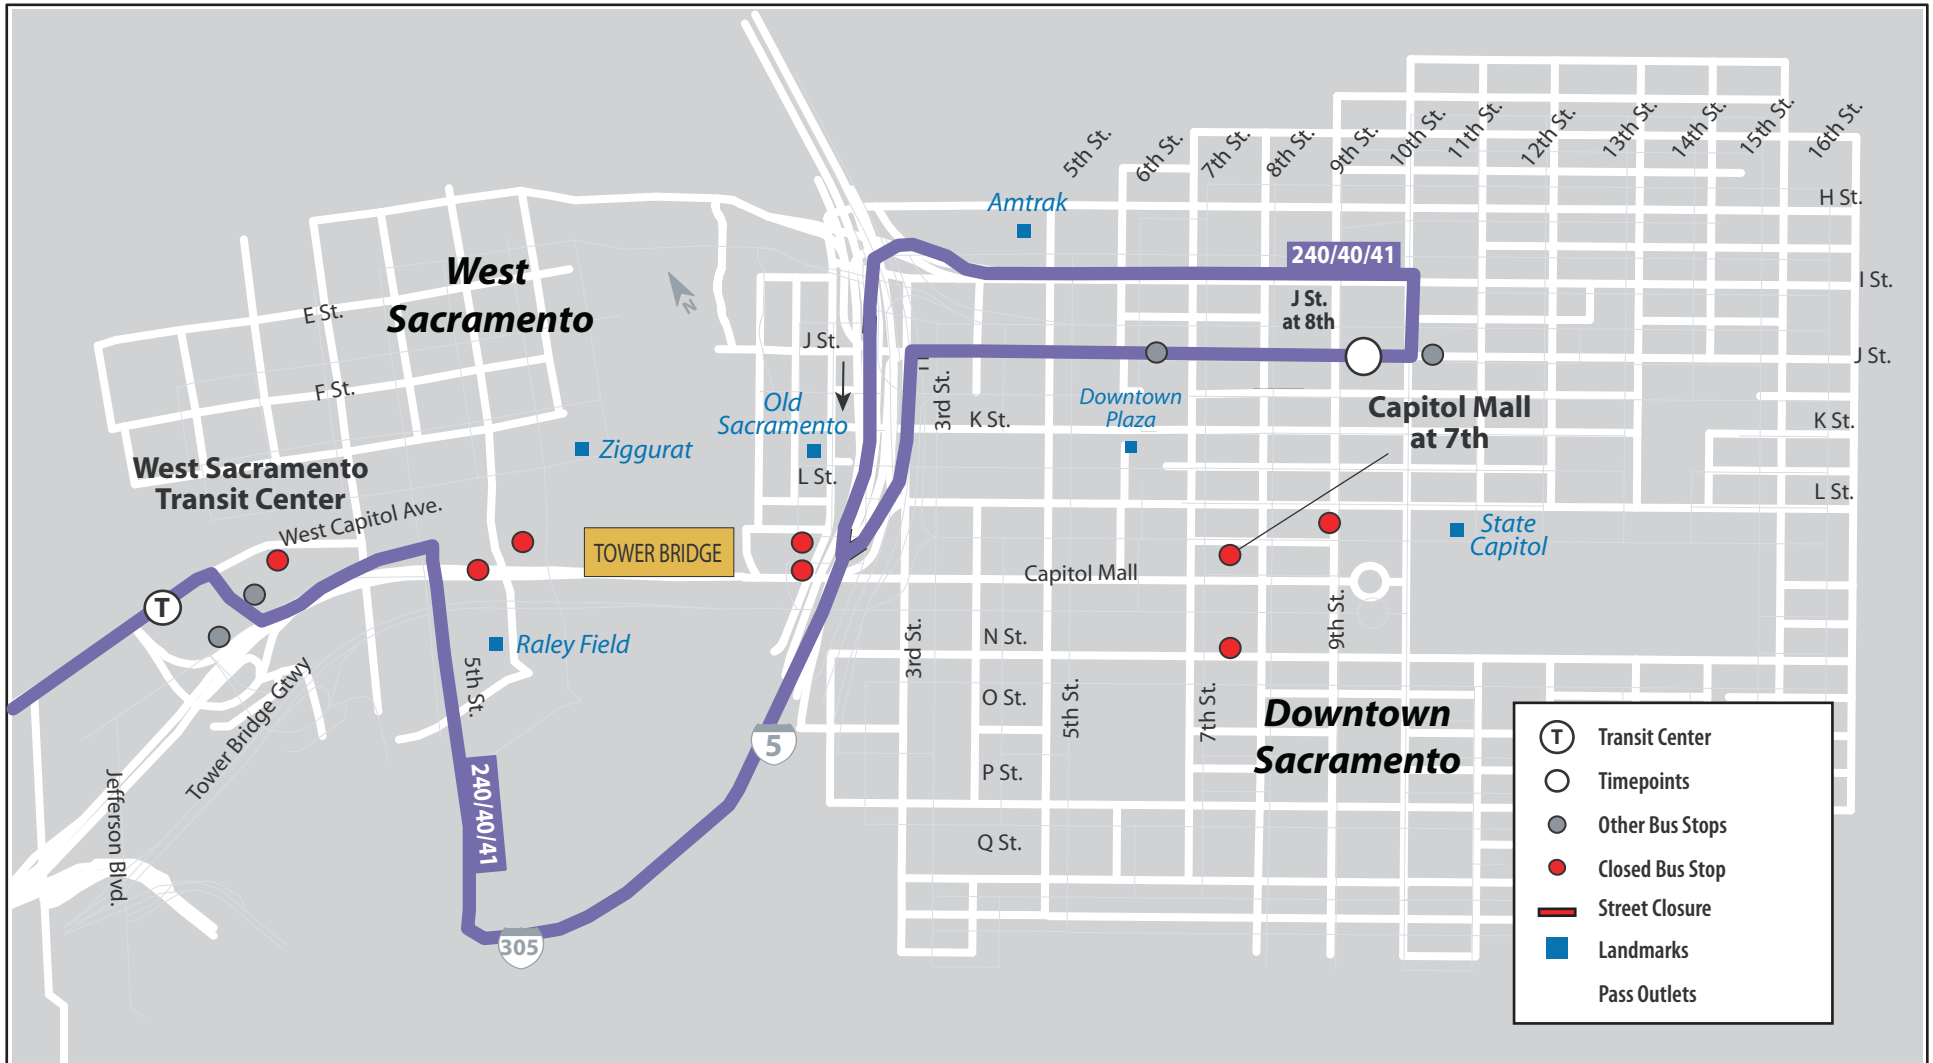 5th St.
6th St.
7th St.
8th St.
9th St.
10th St.
11th St.
12th St.
13th St.
14th St.
15th St.
16th St.
H St.
Amtrak
240/40/41
I St.
West
Sacramento
N
E St.
J St.
at 8th
J St.
J St.
F St.
3rd St.
Old
Sacramento
K St.
Downtown
Plaza
Capitol Mall
at 7th
K St.
Ziggurat
West Sacramento
Transit Center
L St.
L St.
West Capitol Ave.
TOWER BRIDGE
State
Capitol
Capitol Mall
T
9th St.
Raley Field
N St.
3rd St.
5th St.
Tower Bridge Gtwy
O St.
5th St.
7th St.
Downtown
Sacramento
5
P St.
Jefferson Blvd.
240/40/41
Q St.
305
T
Transit Center
Timepoints
Other Bus Stops
Closed Bus Stop
Street Closure
Landmarks
Pass Outlets